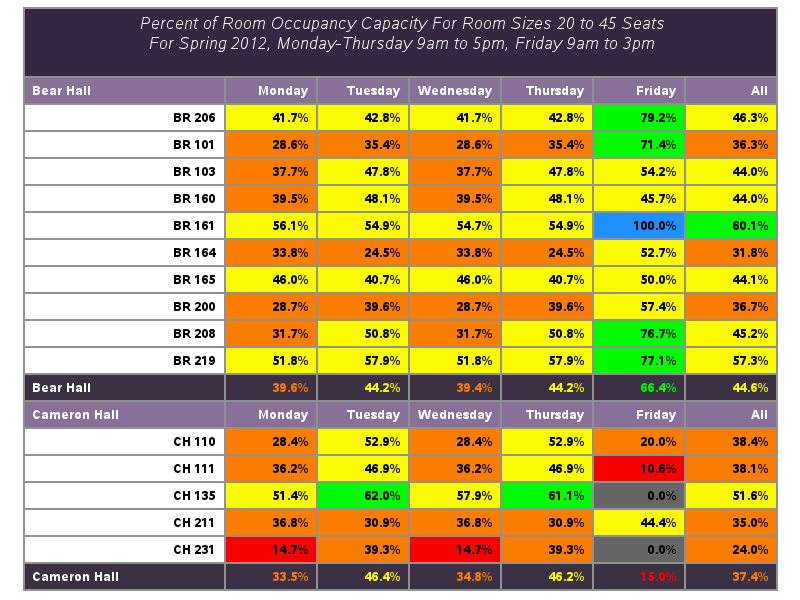 Percent of Room Occupancy Capacity For Room Sizes 20 to 45 Seats
For Spring 2012, Monday-Thursday 9am to 5pm, Friday 9am to 3pm
Bear Hall Monday Tuesday Wednesday Thursday Friday All
BR 206 41.7% 42.8% 41.7% 42.8% 79.2% 46.3%
BR 101 28.6% 35.4% 28.6% 35.4% 71.4% 36.3%
BR 103 37.7% 47.8% 37.7% 47.8% 54.2% 44.0%
BR 160 39.5% 48.1% 39.5% 48.1% 45.7% 44.0%
BR 161 56.1% 54.9% 54.7% 54.9% 100.0% 60.1%
BR 164 33.8% 24.5% 33.8% 24.5% 52.7% 31.8%
BR 165 46.0% 40.7% 46.0% 40.7% 50.0% 44.1%
BR 200 28.7% 39.6% 28.7% 39.6% 57.4% 36.7%
BR 208 31.7% 50.8% 31.7% 50.8% 76.7% 45.2%
BR 219 51.8% 57.9% 51.8% 57.9% 77.1% 57.3%
Bear Hall 39.6% 44.2% 39.4% 44.2% 66.4% 44.6%
Cameron Hall Monday Tuesday Wednesday Thursday Friday All
CH 110 28.4% 52.9% 28.4% 52.9% 20.0% 38.4%
CH 111 36.2% 46.9% 36.2% 46.9% 10.6% 38.1%
CH 135 51.4% 62.0% 57.9% 61.1% 0.0% 51.6%
CH 211 36.8% 30.9% 36.8% 30.9% 44.4% 35.0%
CH 231 14.7% 39.3% 14.7% 39.3% 0.0% 24.0%
Cameron Hall 33.5% 46.4% 34.8% 46.2% 15.0% 37.4%